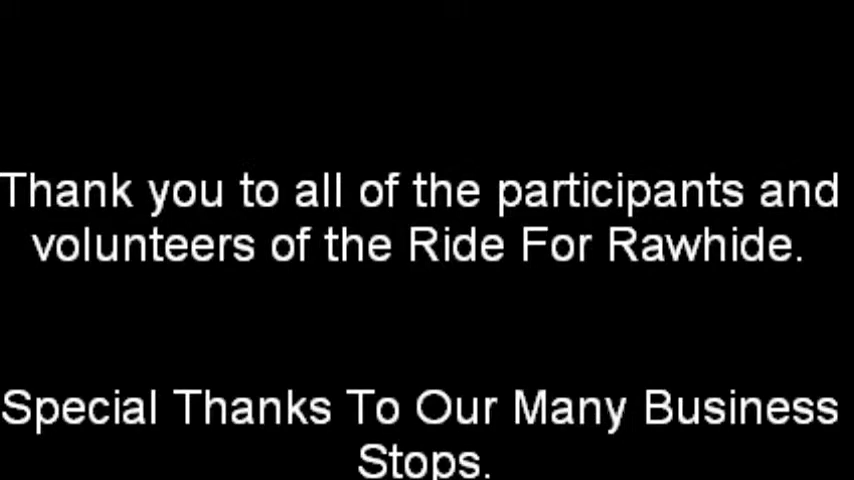 Thank you to all of the participants and
volunteers of the Ride For Rawhide.
Special Thanks To Our Many Business
Stops.